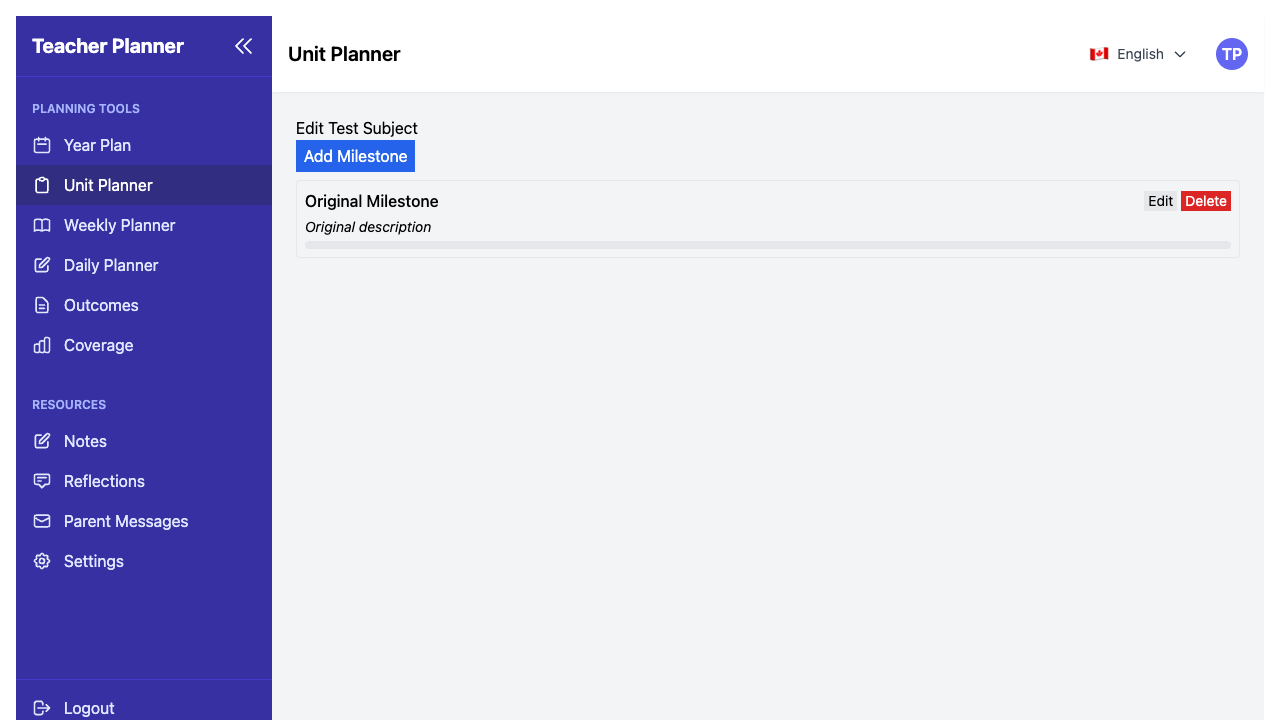 Teacher Planner
PLANNING TOOLS
Year Plan
Unit Planner
Weekly Planner
Daily Planner
Outcomes
Coverage
RESOURCES
Notes
Reflections
Parent Messages
Settings
Logout
Unit Planner
English
TP
Edit Test Subject
Add Milestone
Original Milestone
Edit Delete
Original description